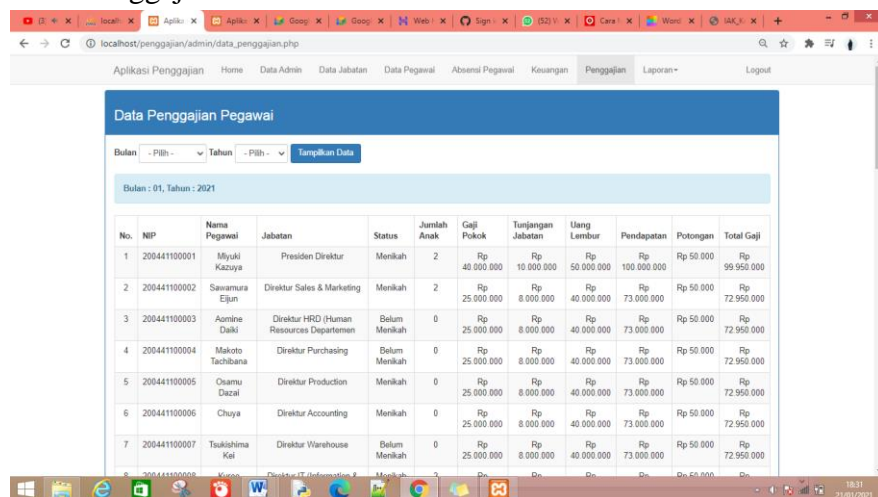 localhost/penggajian/admin/data_penggajian.php
Aplikasi Penggajian Home Data Admin Data Jabatan Data Pegawai Absensi Pegawai Keuangan Penggajian Laporan Logout
Data Penggajian Pegawai
Bulan - Pilih - Tahun - Pilih - Tampilkan Data
Bulan : 01, Tahun : 2021
No. NIP Nama Pegawai Jabatan Status Jumlah Anak Gaji Pokok Tunjangan Jabatan Uang Lembur Pendapatan Potongan Total Gaji
1 200441100001 Miyuki Kazuya Presiden Direktur Menikah 2 Rp 40.000.000 Rp 10.000.000 Rp 50.000.000 Rp 100.000.000 Rp 50.000 Rp 99.950.000
2 200441100002 Sawamura Eijun Direktur Sales & Marketing Menikah 2 Rp 25.000.000 Rp 8.000.000 Rp 40.000.000 Rp 73.000.000 Rp 50.000 Rp 72.950.000
3 200441100003 Aomine Daiki Direktur HRD (Human Resources Departemen Belum Menikah 0 Rp 25.000.000 Rp 8.000.000 Rp 40.000.000 Rp 73.000.000 Rp 50.000 Rp 72.950.000
4 200441100004 Makoto Tachibana Direktur Purchasing Belum Menikah 0 Rp 25.000.000 Rp 8.000.000 Rp 40.000.000 Rp 73.000.000 Rp 50.000 Rp 72.950.000
5 200441100005 Osamu Dazai Direktur Production Menikah 0 Rp 25.000.000 Rp 8.000.000 Rp 40.000.000 Rp 73.000.000 Rp 50.000 Rp 72.950.000
6 200441100006 Chuya Direktur Accounting Menikah 0 Rp 25.000.000 Rp 8.000.000 Rp 40.000.000 Rp 73.000.000 Rp 50.000 Rp 72.950.000
7 200441100007 Tsukishima Kei Direktur Warehouse Belum Menikah 0 Rp 25.000.000 Rp 8.000.000 Rp 40.000.000 Rp 73.000.000 Rp 50.000 Rp 72.950.000
18:31
21/01/2021